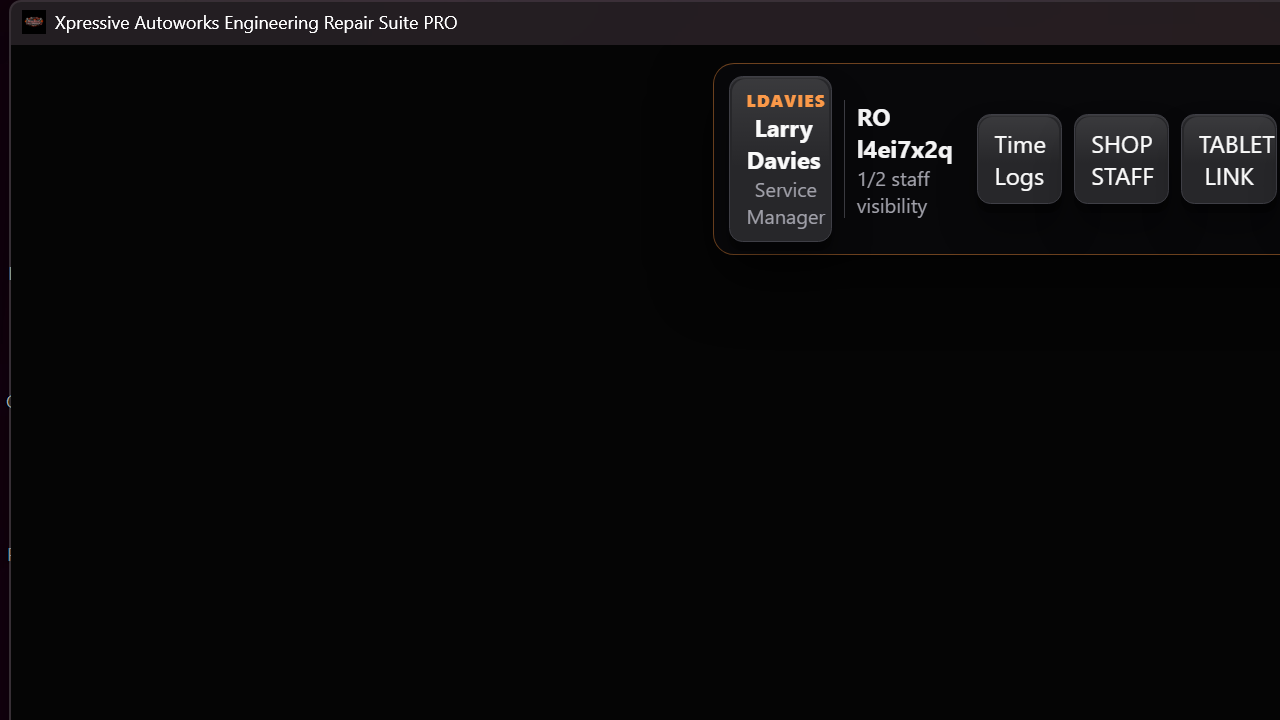 Xpressive Autoworks Engineering Repair Suite PRO
LDAVIES
Larry
Davies
Service
Manager
RO
l4ei7x2q
1/2 staff
visibility
Time
Logs
SHOP
STAFF
TABLET
LINK